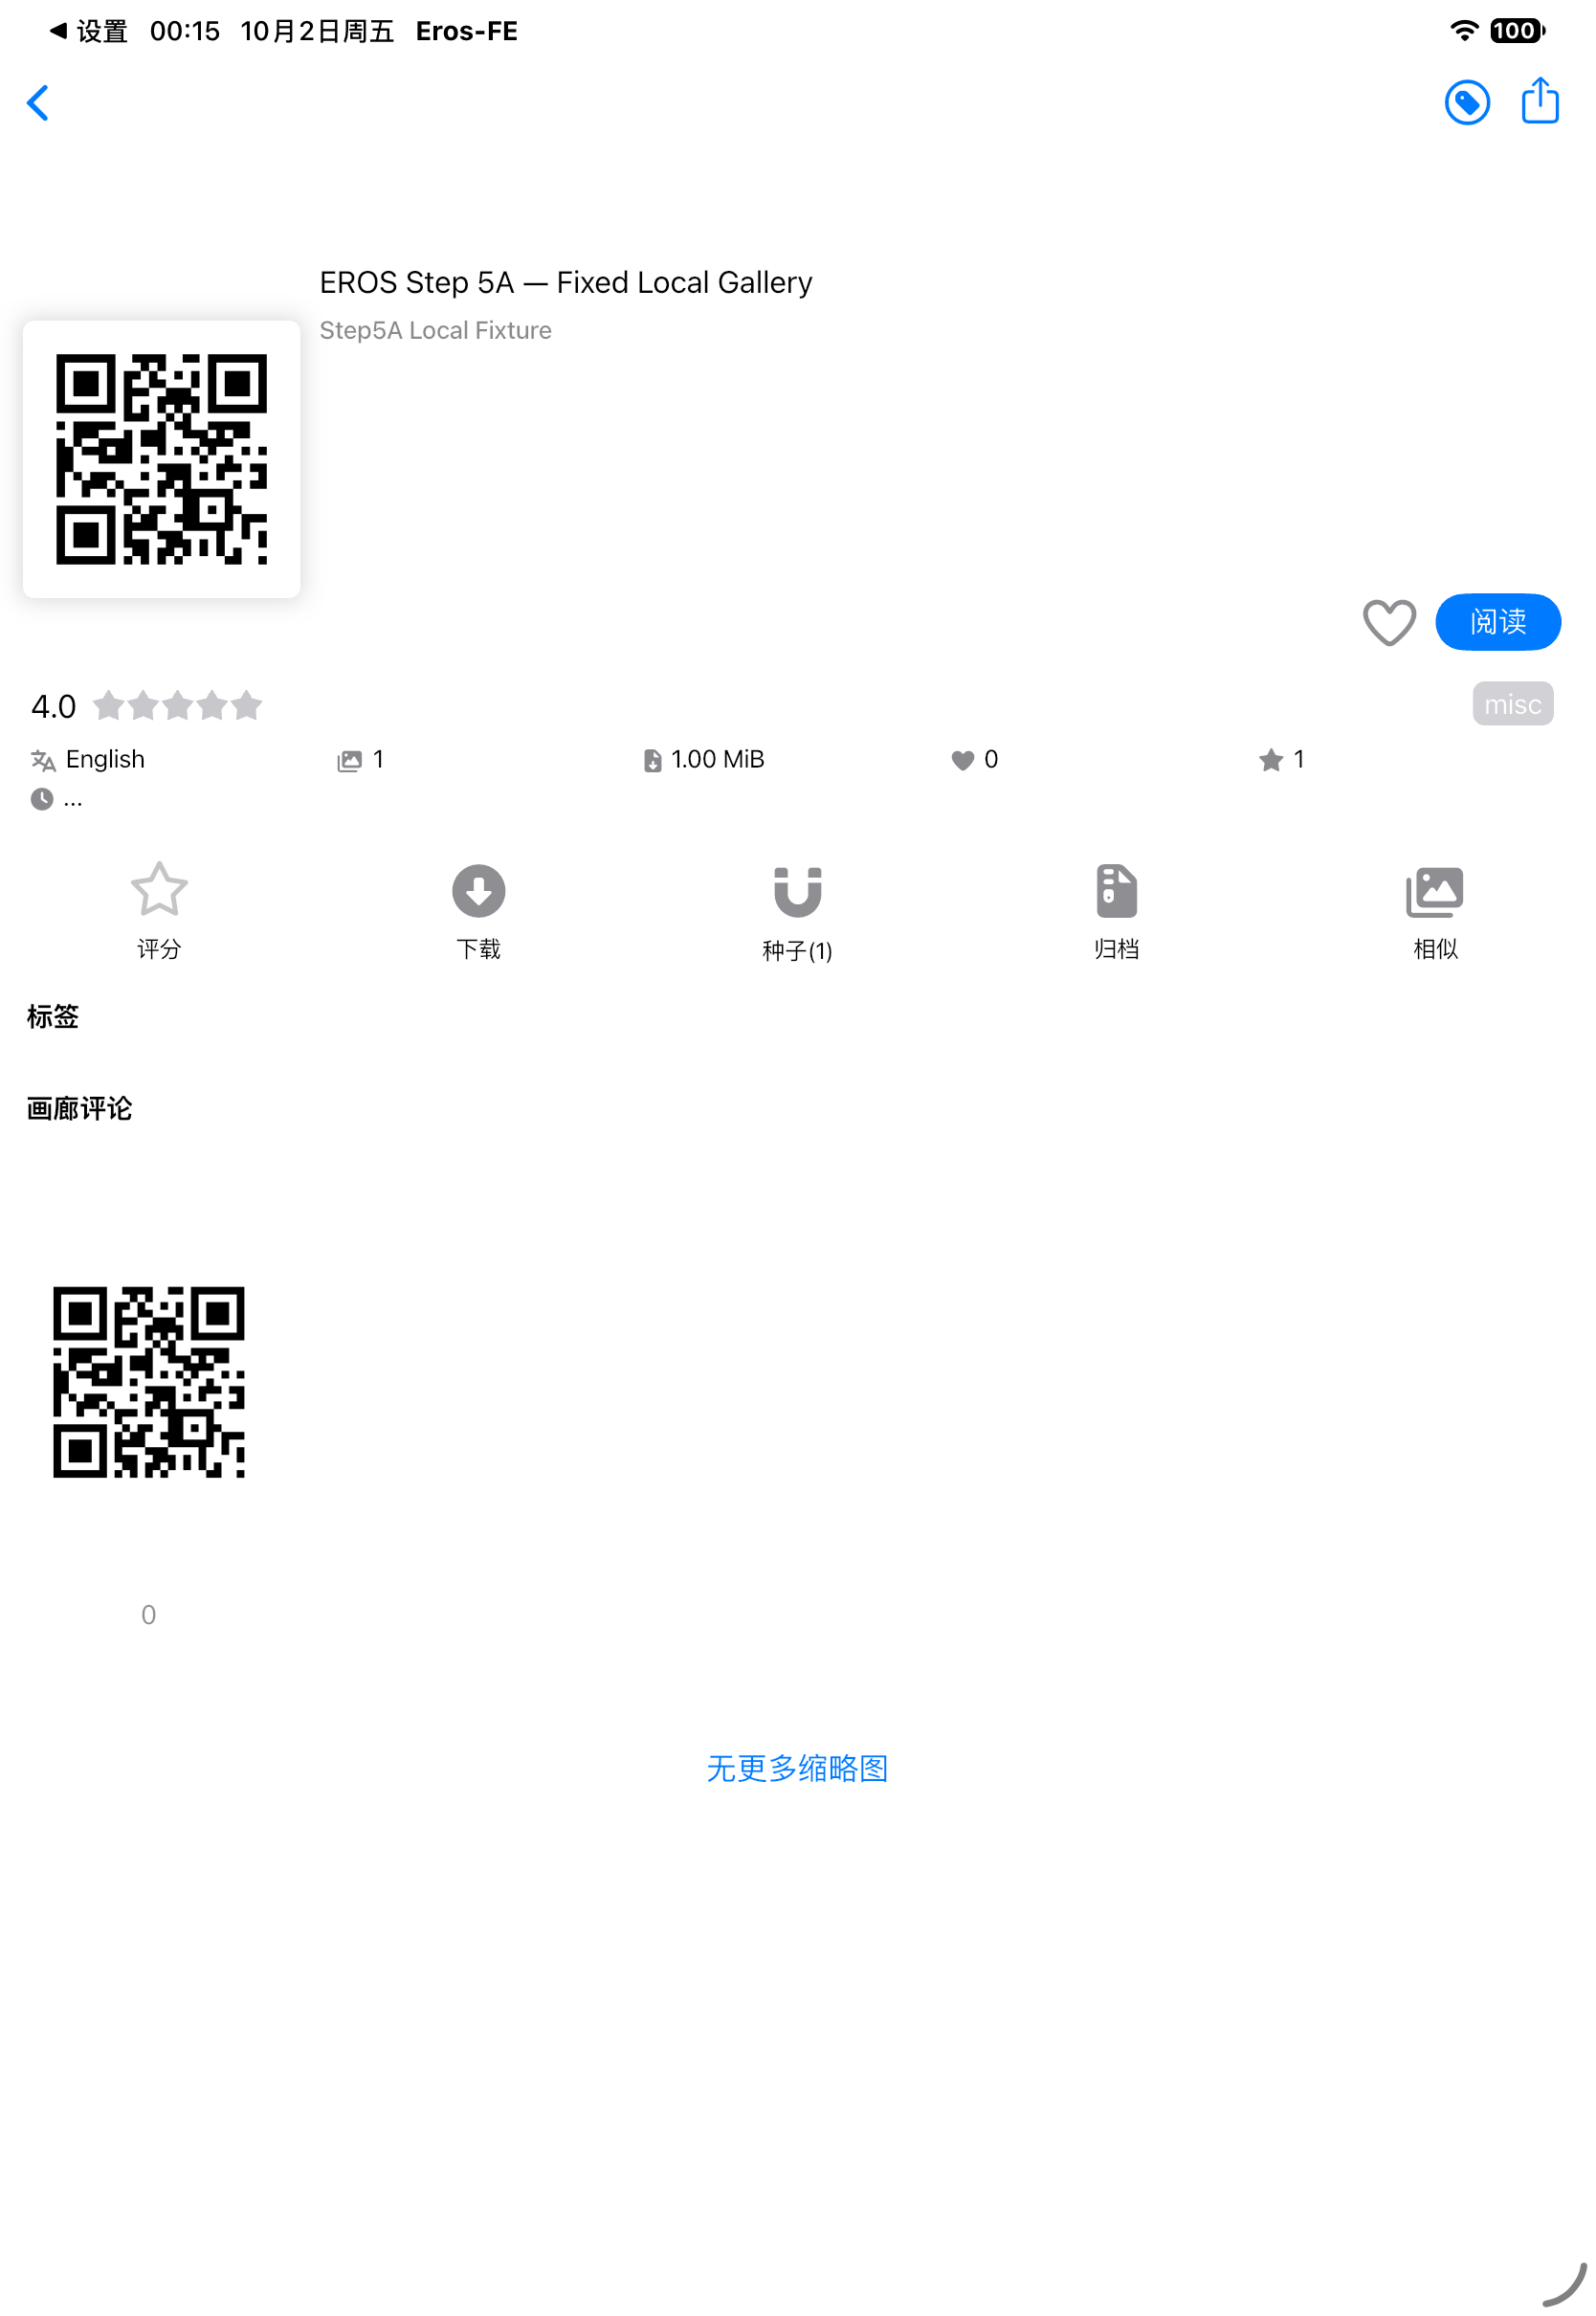 设置 00:15 10月2日周五 Eros-FE 100
EROS Step 5A — Fixed Local Gallery
Step5A Local Fixture
阅读
4.0 misc
English 1 1.00 MiB 0 1
...
评分 下载 种子(1) 归档 相似
标签
画廊评论
0
无更多缩略图